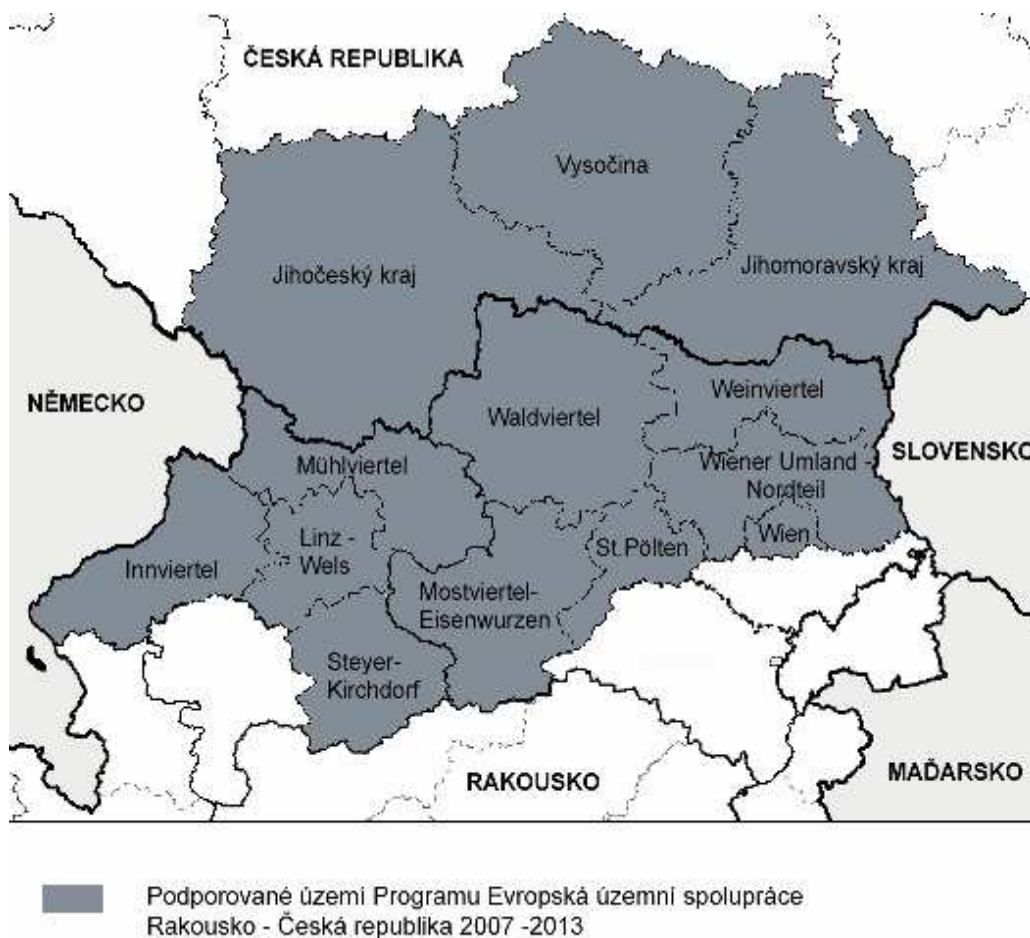 ČESKÁ REPUBLIKA
Vysočina
Jihočeský kraj
Jihomoravský kraj
NĚMECKO
Waldviertel
Weinviertel
SLOVENSKO
Mühlviertel
Wiener Umland -
Nordteil
Linz -
Wels
St.Pölten
Wien
Innviertel
Mostviertel-
Eisenwurzen
Steyer-
Kirchdorf
RAKOUSKO
MAĎARSKO
Podporované území Programu Evropská územní spolupráce
Rakousko - Česká republika 2007 -2013